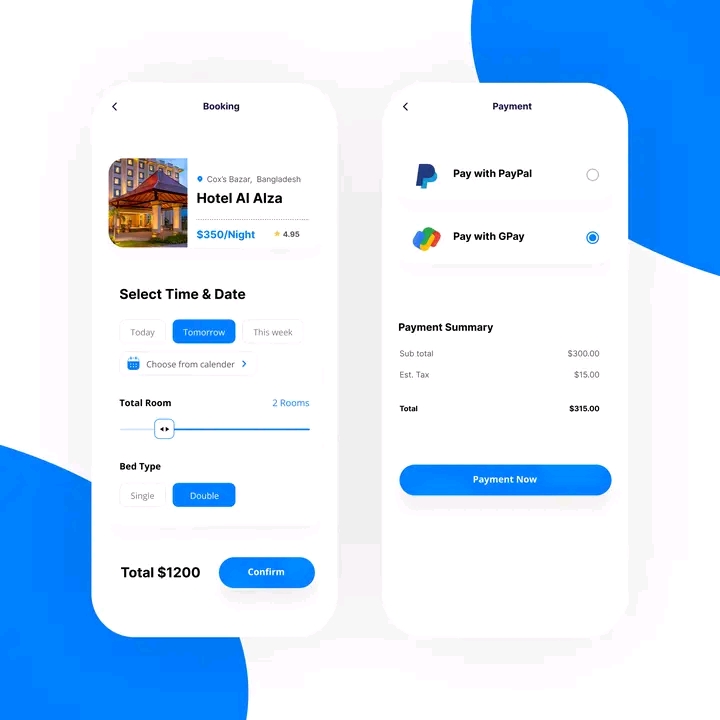 Booking
Cox's Bazar, Bangladesh
Hotel Al Alza
$350/Night 4.95
Select Time & Date
Today Tomorrow This week
Choose from calender
Total Room 2 Rooms
Bed Type
Single Double
Total $1200 Confirm
Payment
Pay with PayPal
Pay with GPay
Payment Summary
Sub total $300.00
Est. Tax $15.00
Total $315.00
Payment Now